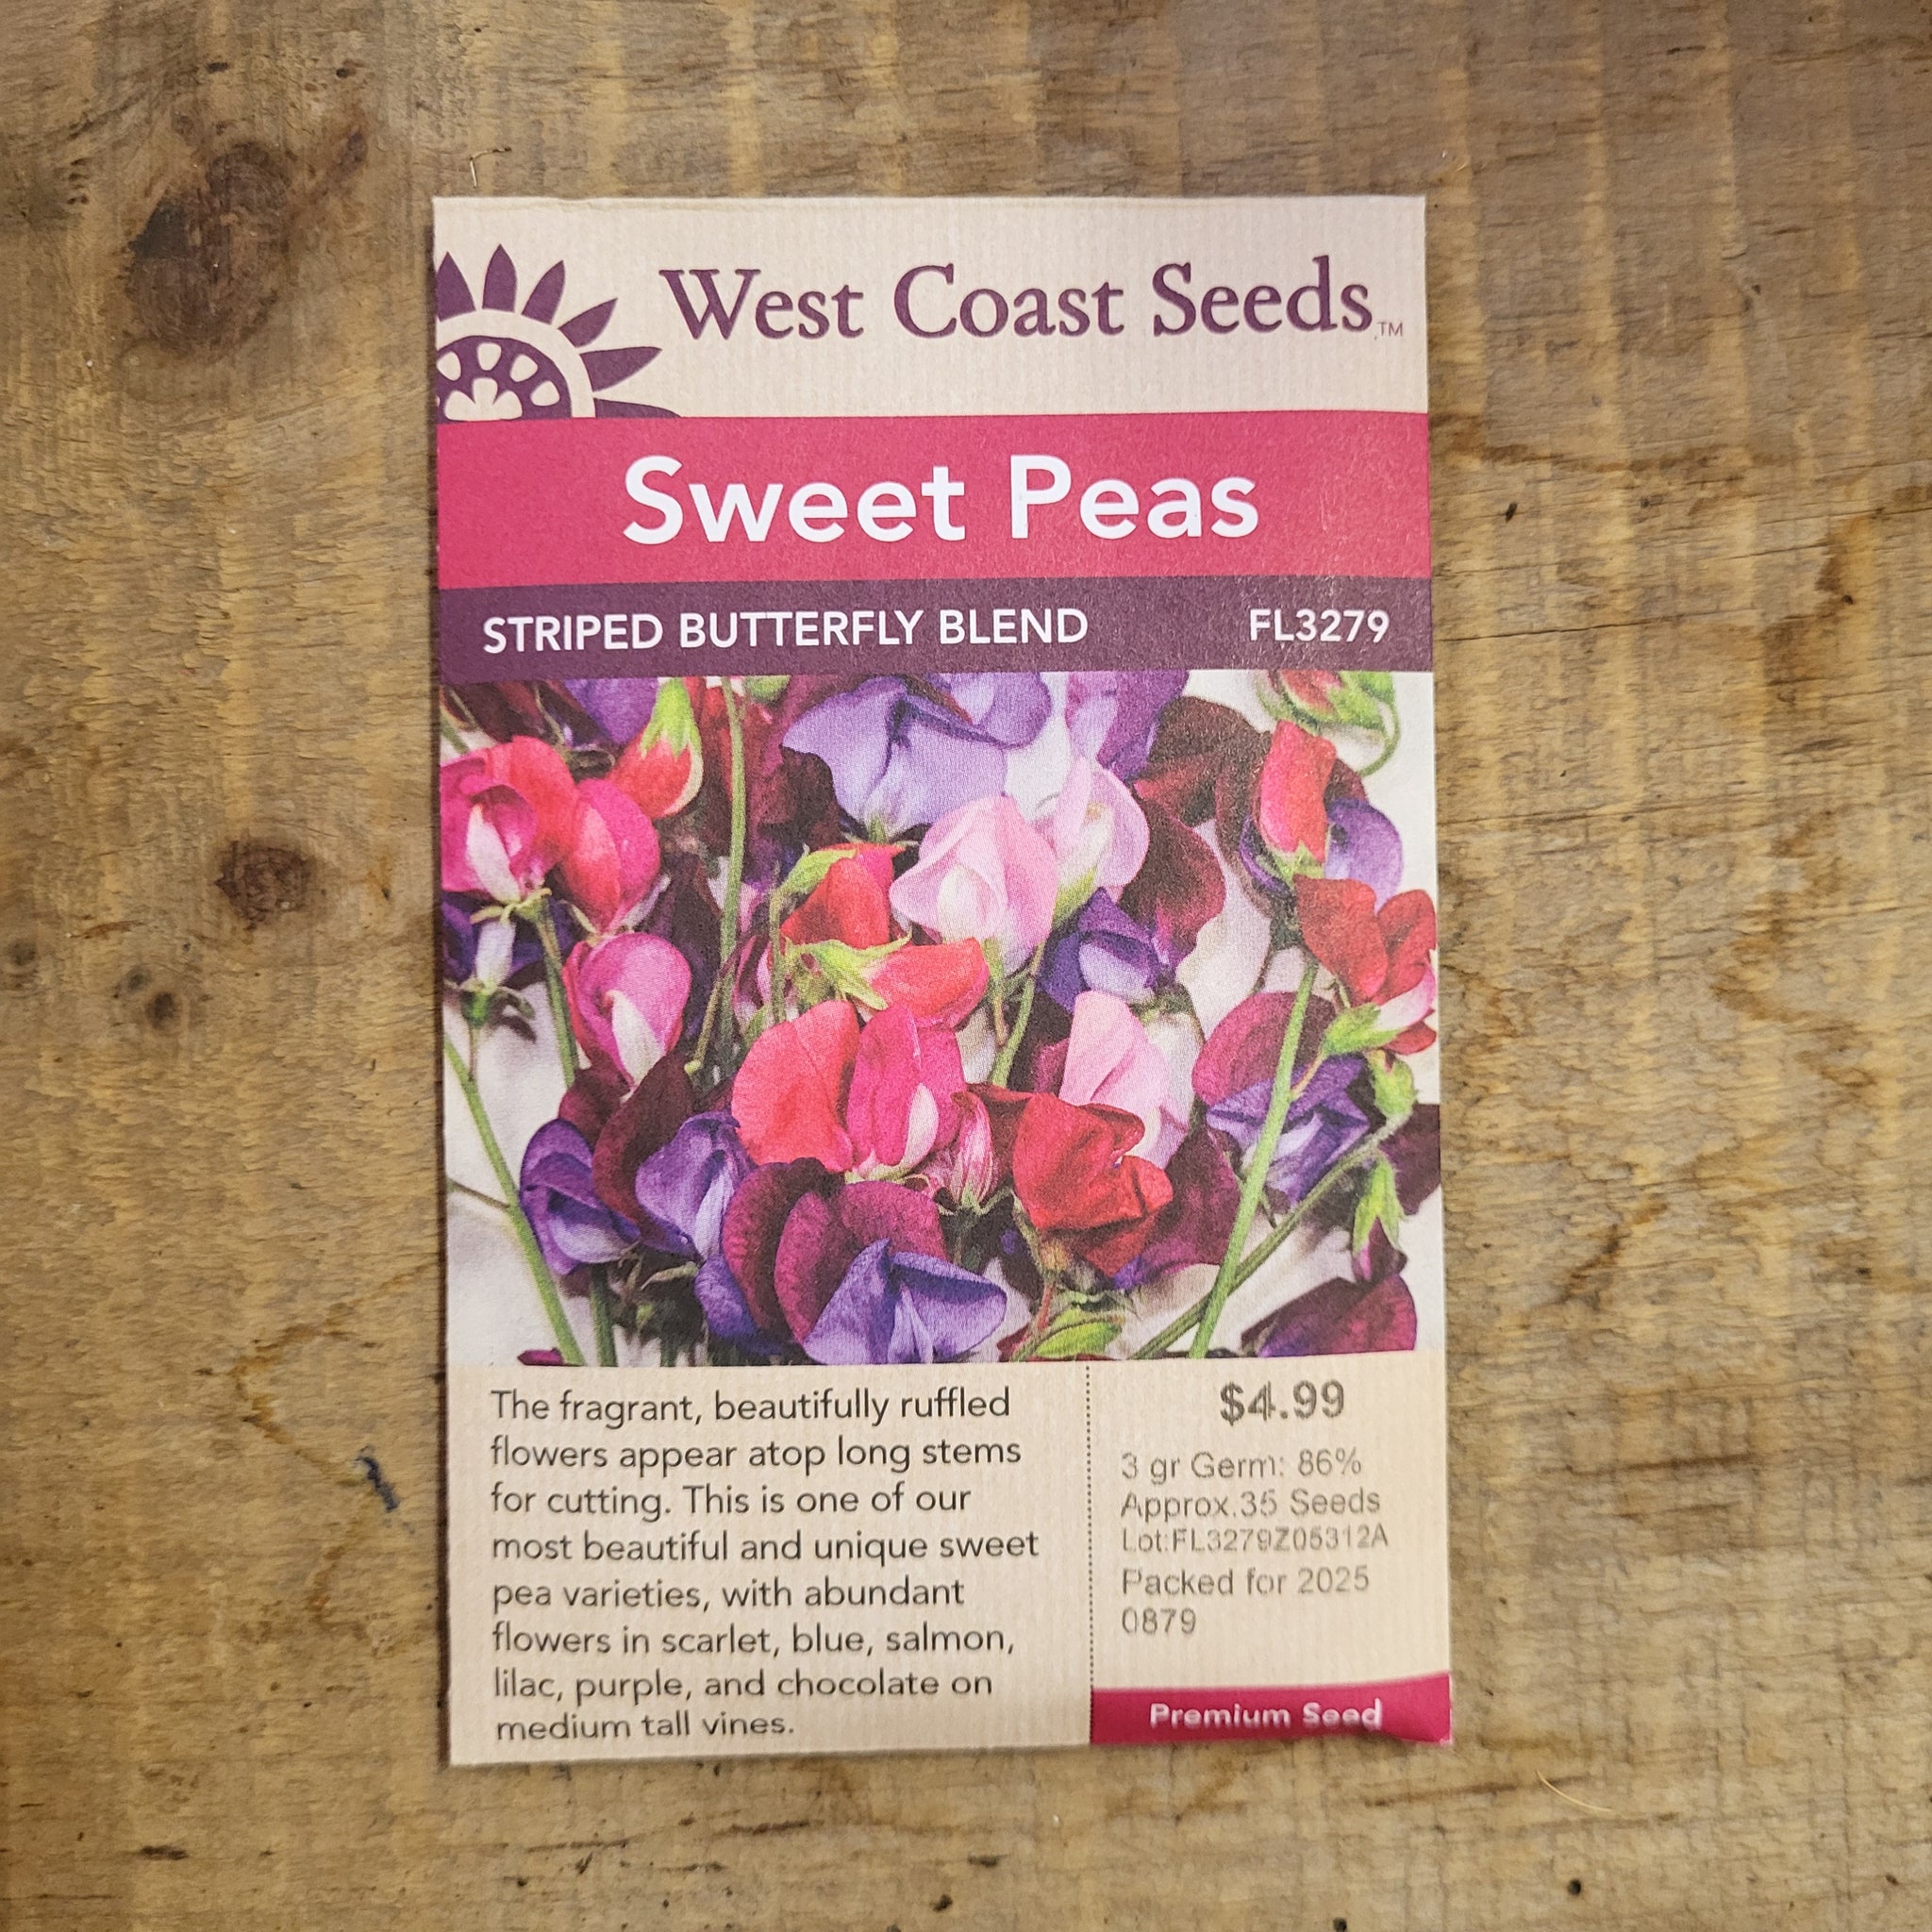 West Coast Seeds™
Sweet Peas
STRIPED BUTTERFLY BLEND FL3279
The fragrant, beautifully ruffled
flowers appear atop long stems
for cutting. This is one of our
most beautiful and unique sweet
pea varieties, with abundant
flowers in scarlet, blue, salmon,
lilac, purple, and chocolate on
medium tall vines.
$4.99
3 gr Germ: 86%
Approx.35 Seeds
Lot:FL3279Z05312A
Packed for 2025
0879
Premium Seed